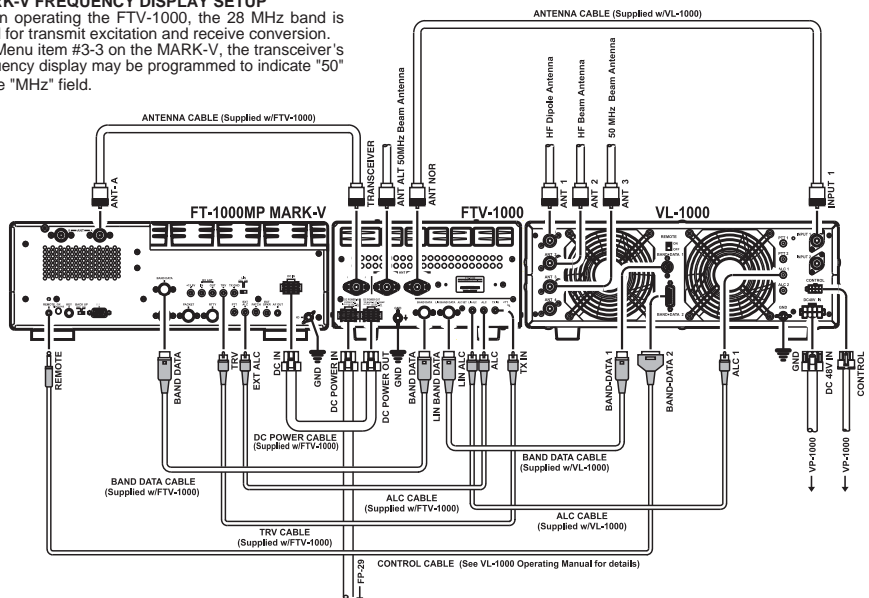 RK-V FREQUENCY DISPLAY SETUP
n operating the FTV-1000, the 28 MHz band is
for transmit excitation and receive conversion.
Menu item #3-3 on the MARK-V, the transceiver's
uency display may be programmed to indicate "50"
e "MHz" field.
ANTENNA CABLE (Supplied w/VL-1000)
ANTENNA CABLE (Supplied w/FTV-1000)
ANT-A
TRANSCEIVER
ANT ALT 50MHz Beam Antenna
ANT NOR
HF Dipole Antenna
HF Beam Antenna
50 MHz Beam Antenna
ANT 1
ANT 2
ANT 3
INPUT 1
FT-1000MP MARK-V
FTV-1000
VL-1000
REMOTE
BAND DATA
TRV
EXT ALC
DC IN
GND
DC POWER IN
DC POWER OUT
GND
BAND DATA
LIN BAND DATA
LIN ALC
ALC
TX IN
BAND-DATA 1
BAND-DATA 2
ALC 1
GND
DC 48V IN
CONTROL
VP-1000
VP-1000
DC POWER CABLE
(Supplied w/FTV-1000)
BAND DATA CABLE
(Supplied w/VL-1000)
BAND DATA CABLE
(Supplied w/FTV-1000)
ALC CABLE
(Supplied w/FTV-1000)
ALC CABLE
(Supplied w/VL-1000)
TRV CABLE
(Supplied w/FTV-1000)
CONTROL CABLE (See VL-1000 Operating Manual for details)
FP-29